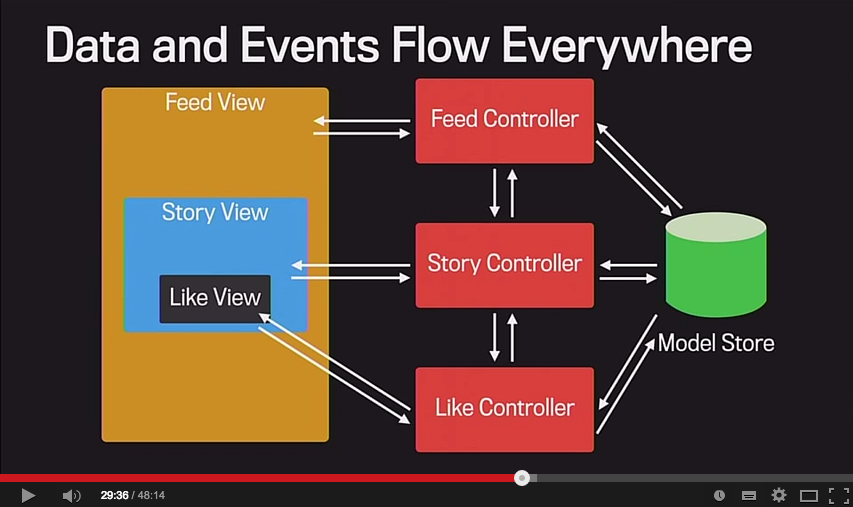 Data and Events Flow Everywhere
Feed View
Feed Controller
Story View
Story Controller
Like View
Model Store
Like Controller
29:36 / 48:14